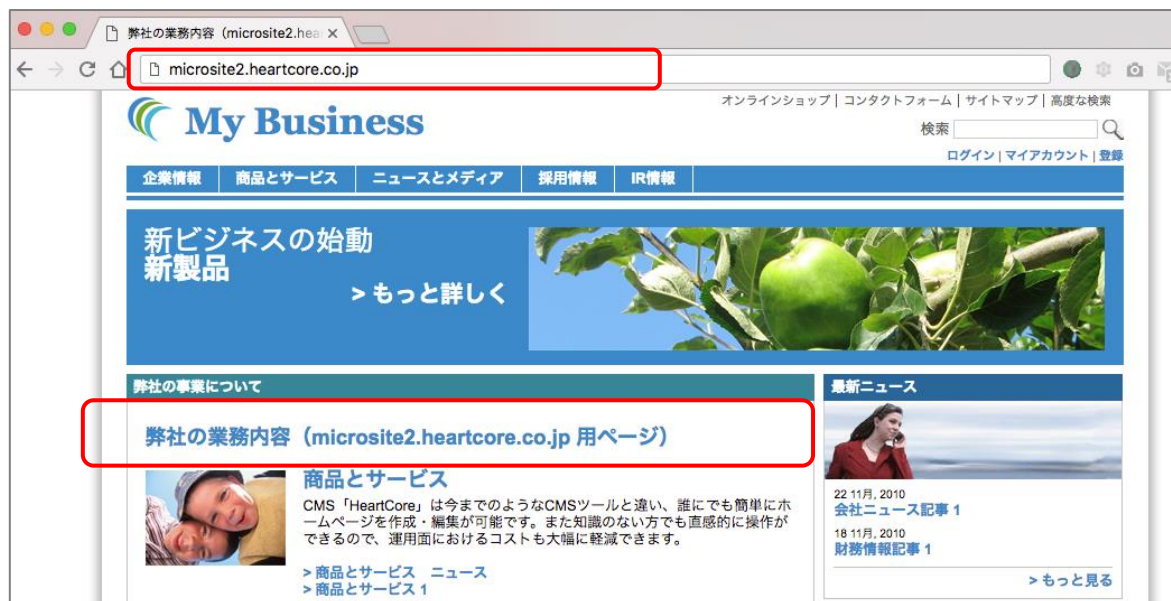 弊社の業務内容（microsite2.hea
microsite2.heartcore.co.jp
オンラインショップ | コンタクトフォーム | サイトマップ | 高度な検索
My Business
検索
ログイン | マイアカウント | 登録
企業情報 商品とサービス ニュースとメディア 採用情報 IR情報
新ビジネスの始動
新製品
> もっと詳しく
弊社の事業について
弊社の業務内容（microsite2.heartcore.co.jp 用ページ）
商品とサービス
CMS「HeartCore」は今までのようなCMSツールと違い、誰にでも簡単にホ
ームページを作成・編集が可能です。また知識のない方でも直感的に操作が
できるので、運用面におけるコストも大幅に軽減できます。
> 商品とサービス ニュース
> 商品とサービス 1
最新ニュース
22 11月, 2010
会社ニュース記事 1
18 11月, 2010
財務情報記事 1
> もっと見る